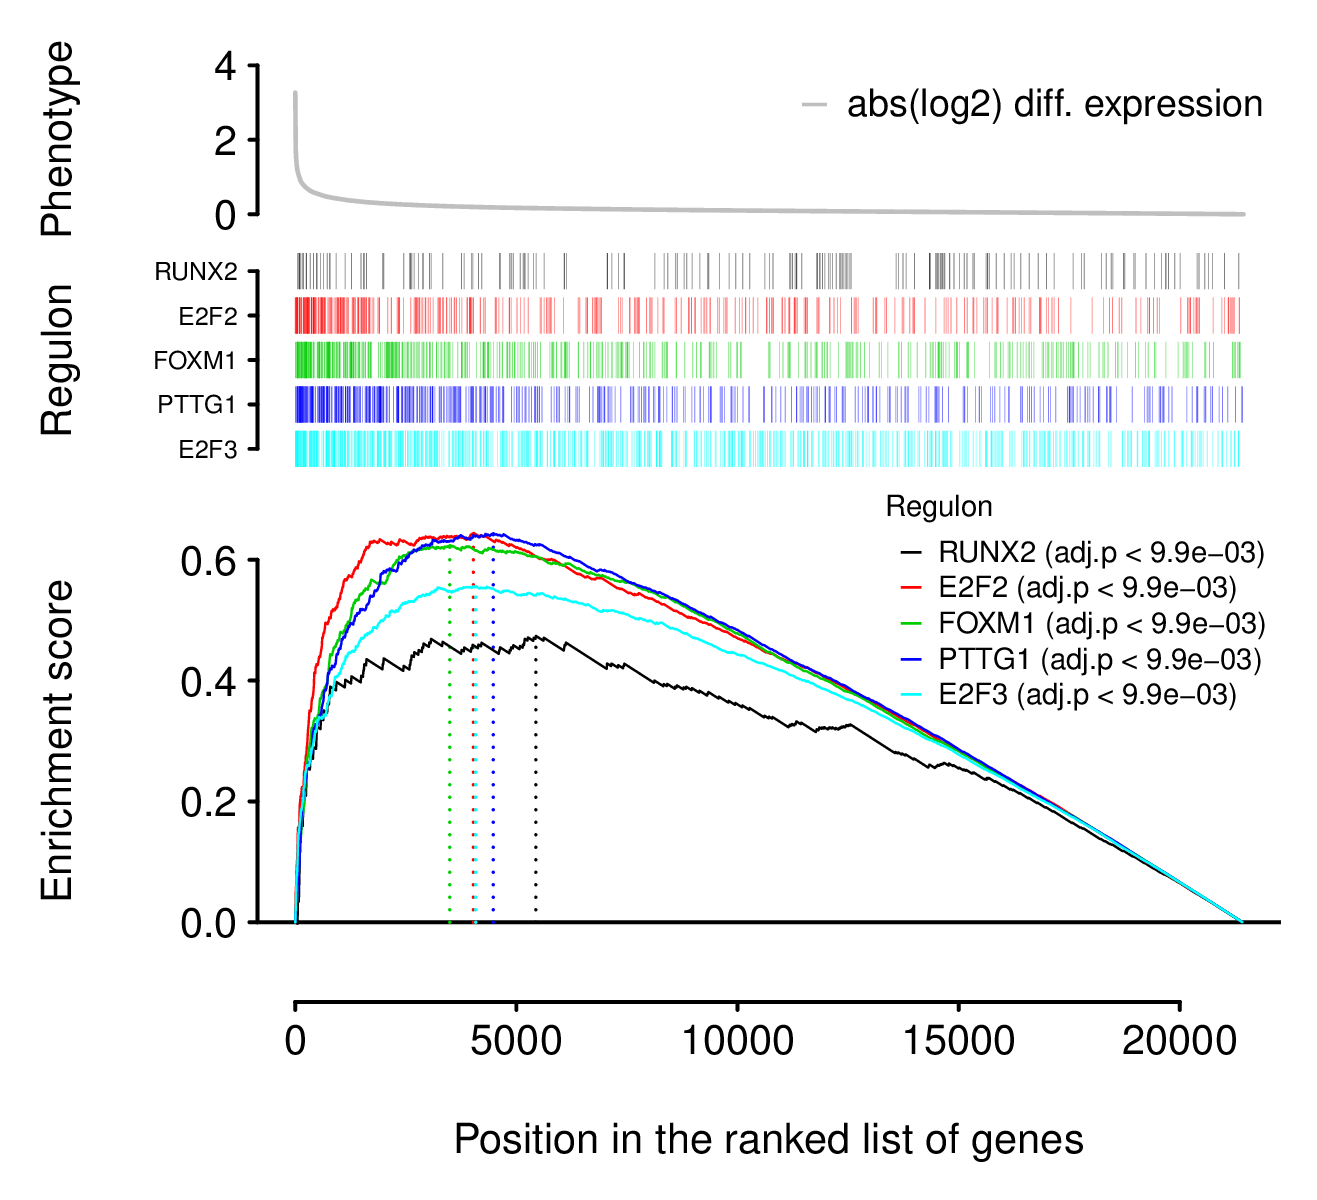 Phenotype
4
2
0
abs(log2) diff. expression
Regulon
RUNX2
E2F2
FOXM1
PTTG1
E2F3
Enrichment score
0.6
0.4
0.2
0.0
Regulon
RUNX2 (adj.p < 9.9e−03)
E2F2 (adj.p < 9.9e−03)
FOXM1 (adj.p < 9.9e−03)
PTTG1 (adj.p < 9.9e−03)
E2F3 (adj.p < 9.9e−03)
0 5000 10000 15000 20000
Position in the ranked list of genes